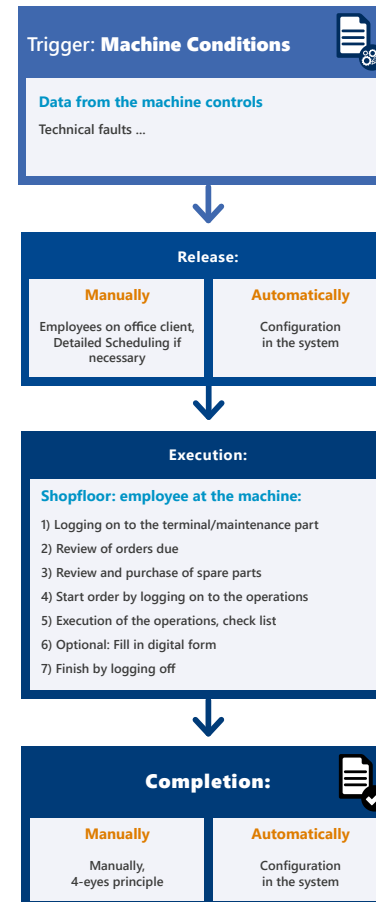 Trigger: Machine Conditions
Data from the machine controls
Technical faults ...
Release:
Manually
Employees on office client,
Detailed Scheduling if
necessary
Automatically
Configuration
in the system
Execution:
Shopfloor: employee at the machine:
1) Logging on to the terminal/maintenance part
2) Review of orders due
3) Review and purchase of spare parts
4) Start order by logging on to the operations
5) Execution of the operations, check list
6) Optional: Fill in digital form
7) Finish by logging off
Completion:
Manually
Manually,
4-eyes principle
Automatically
Configuration
in the system